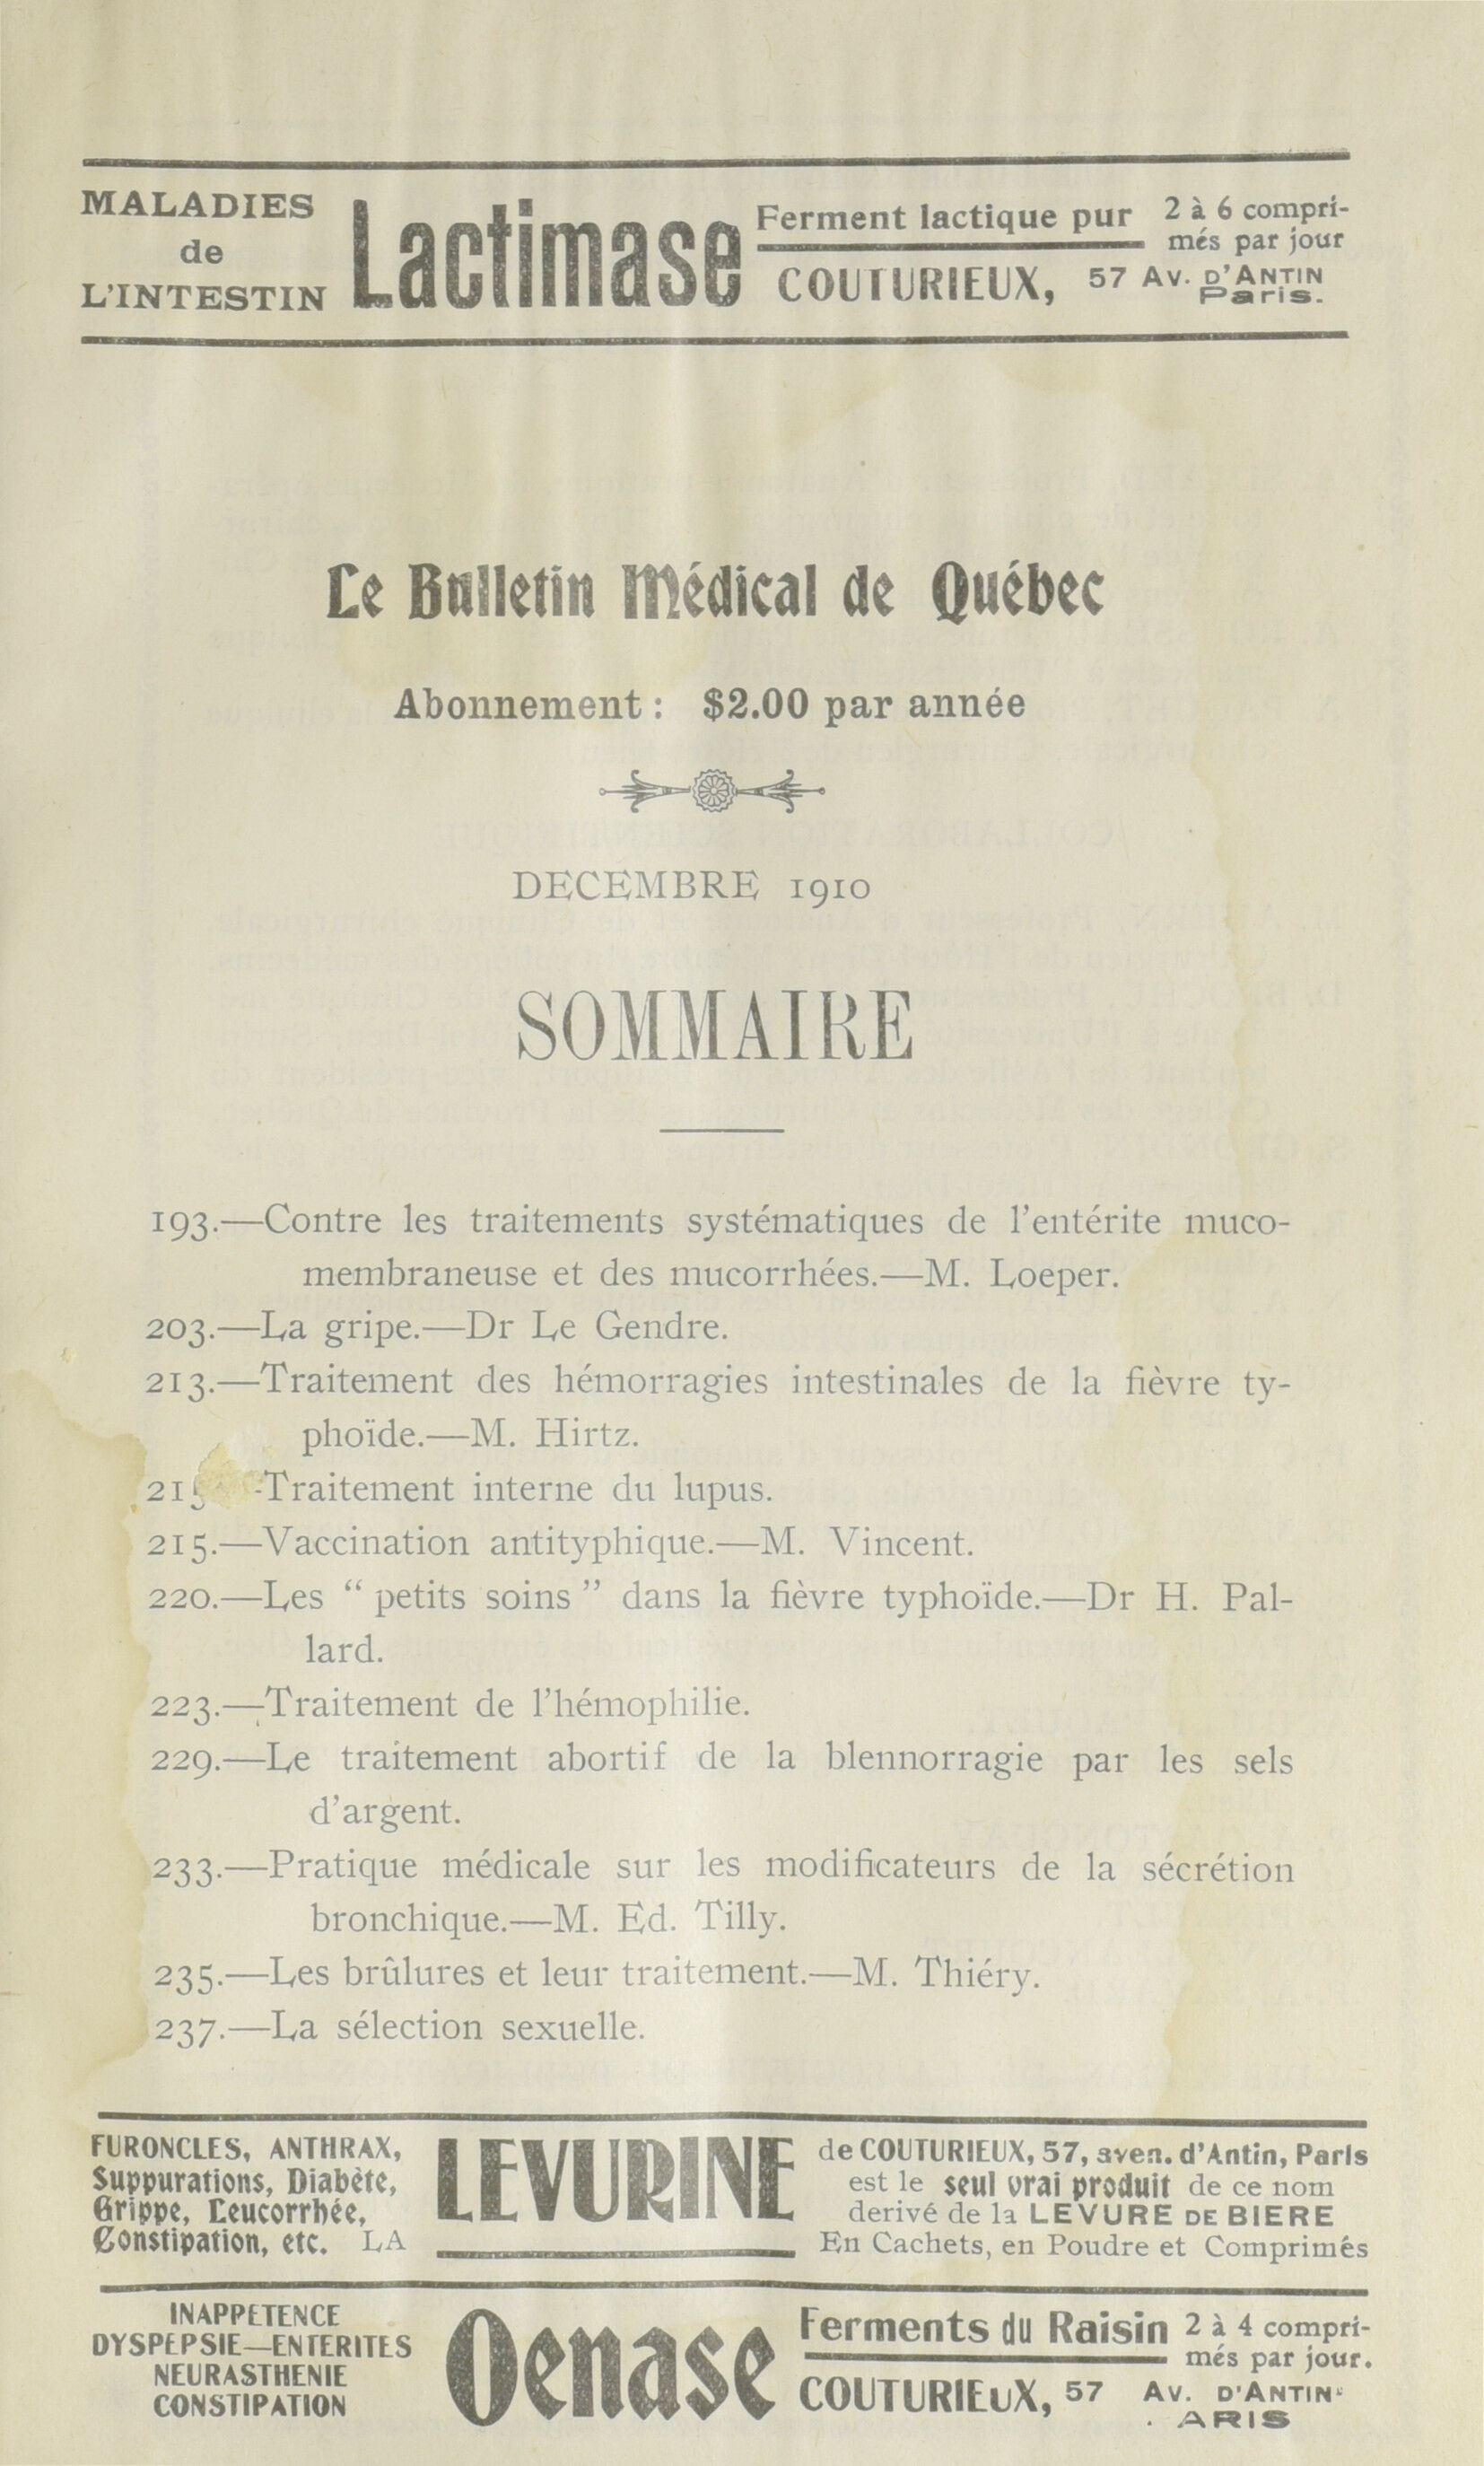 MALADIES
de
L'INTESTIN
Lactimase
Ferment lactique pur
2 à 6 compri-
més par jour
COUTURIEUX,
57 AV. D'ANTIN
Paris.
Le Bulletin Médical de Québec
Abonnement : $2.00 par année
DECEMBRE 1910
SOMMAIRE
193.—Contre les traitements systématiques de l'entérite muco-
membraneuse et des mucorrhées.—M. Loeper.
203.—La gripe.—Dr Le Gendre.
213.—Traitement des hémorragies intestinales de la fièvre ty-
phoïde.—M. Hirtz.
215 -Traitement interne du lupus.
215.—Vaccination antityphique.—M. Vincent.
220.—Les “ petits soins ” dans la fièvre typhoïde.—Dr H. Pal-
lard.
223.—Traitement de l'hémophilie.
229.—Le traitement abortif de la blennorragie par les sels
d'argent.
233.—Pratique médicale sur les modificateurs de la sécrétion
bronchique.—M. Ed. Tilly.
235.—Les brûlures et leur traitement.—M. Thiéry.
237.—La sélection sexuelle.
FURONCLES, ANTHRAX,
Suppurations, Diabète,
Grippe, Leucorrhée,
Constipation, etc. LA
LEVURINE
de COUTURIEUX, 57, aven. d'Antin, Paris
est le seul vrai produit de ce nom
derivé de la LEVURE DE BIERE
En Cachets, en Poudre et Comprimés
INAPPETENCE
DYSPEPSIE—ENTERITES
NEURASTHENIE
CONSTIPATION
Oenase
Ferments du Raisin
2 à 4 compri-
més par jour.
COUTURIEUX, 57 AV. D'ANTIN
ARIS